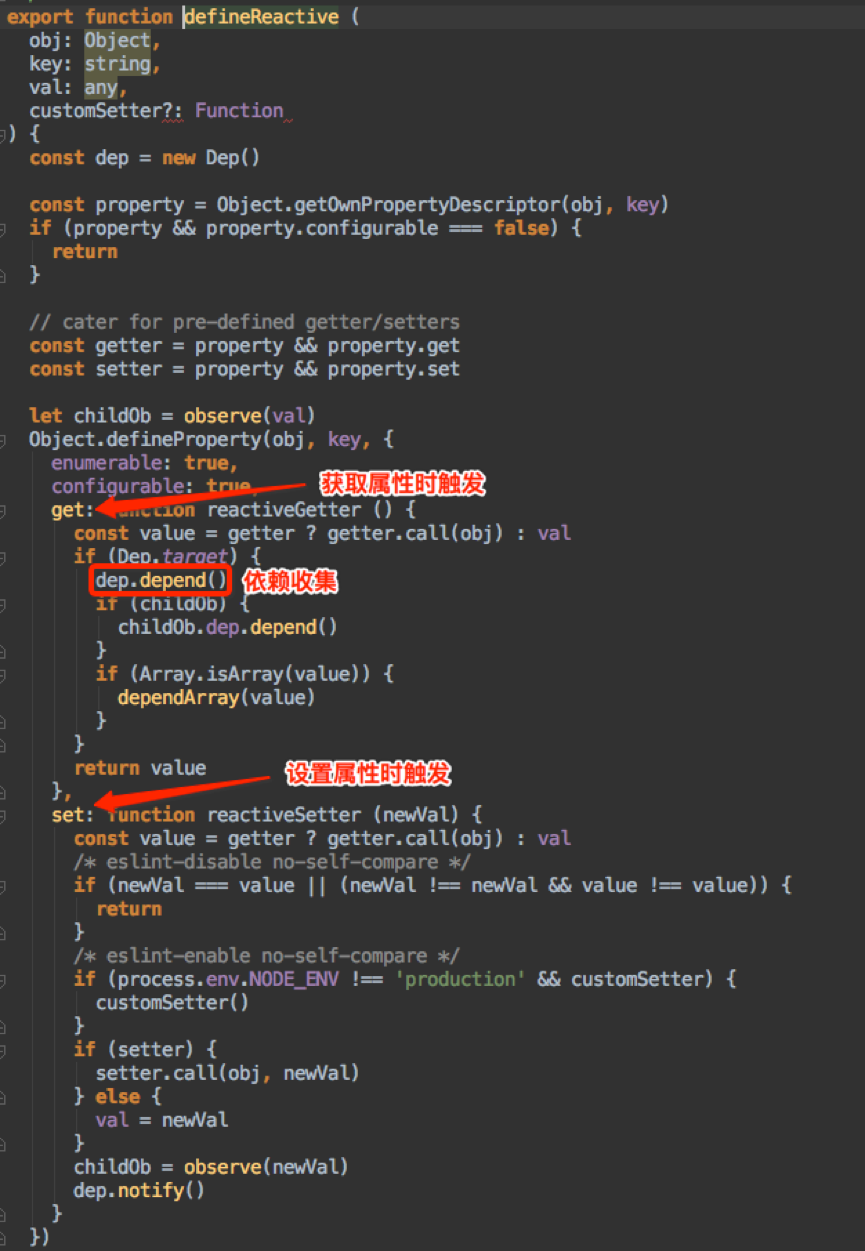 export function defineReactive (
obj: Object,
key: string,
val: any,
customSetter?: Function
) {
const dep = new Dep()
const property = Object.getOwnPropertyDescriptor(obj, key)
if (property && property.configurable === false) {
return
}
// cater for pre-defined getter/setters
const getter = property && property.get
const setter = property && property.set
let childOb = observe(val)
Object.defineProperty(obj, key, {
enumerable: true,
configurable: true,
获取属性时触发
get: function reactiveGetter () {
const value = getter ? getter.call(obj) : val
if (Dep.target) {
dep.depend() 依赖收集
if (childOb) {
childOb.dep.depend()
}
if (Array.isArray(value)) {
dependArray(value)
}
}
return value
设置属性时触发
},
set: function reactiveSetter (newVal) {
const value = getter ? getter.call(obj) : val
/* eslint-disable no-self-compare */
if (newVal === value || (newVal !== newVal && value !== value)) {
return
}
/* eslint-enable no-self-compare */
if (process.env.NODE_ENV !== 'production' && customSetter) {
customSetter()
}
if (setter) {
setter.call(obj, newVal)
} else {
val = newVal
}
childOb = observe(newVal)
dep.notify()
}
})